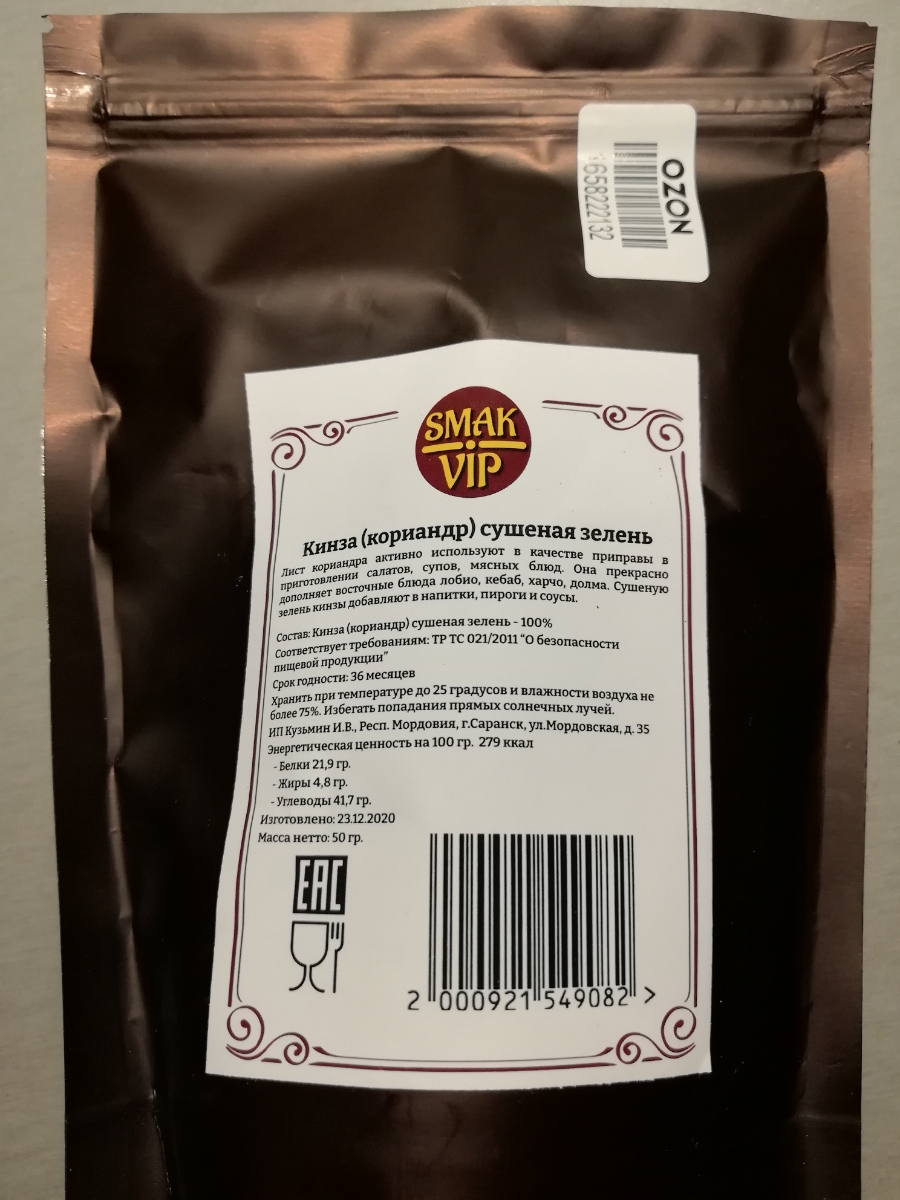 OZON
658222132
SMAK
VIP
Кинза (кориандр) сушеная зелень
Лист кориандра активно используют в качестве приправы в
приготовлении салатов, супов, мясных блюд. Она прекрасно
дополняет восточные блюда лобио, кебаб, харчо, долма. Сушеную
зелень кинзы добавляют в напитки, пироги и соусы.
Состав: Кинза (кориандр) сушеная зелень - 100%
Соответствует требованиям: ТР ТС 021/2011 "О безопасности
пищевой продукции"
Срок годности: 36 месяцев
Хранить при температуре до 25 градусов и влажности воздуха не
более 75%. Избегать попадания прямых солнечных лучей.
ИП Кузьмин И.В., Респ. Мордовия, г.Саранск, ул.Мордовская, д. 35
Энергетическая ценность на 100 гр. 279 ккал
- Белки 21,9 гр.
- Жиры 4,8 гр.
- Углеводы 41,7 гр.
Изготовлено: 23.12.2020
Масса нетто: 50 гр.
EAC
2 000921 549082 >